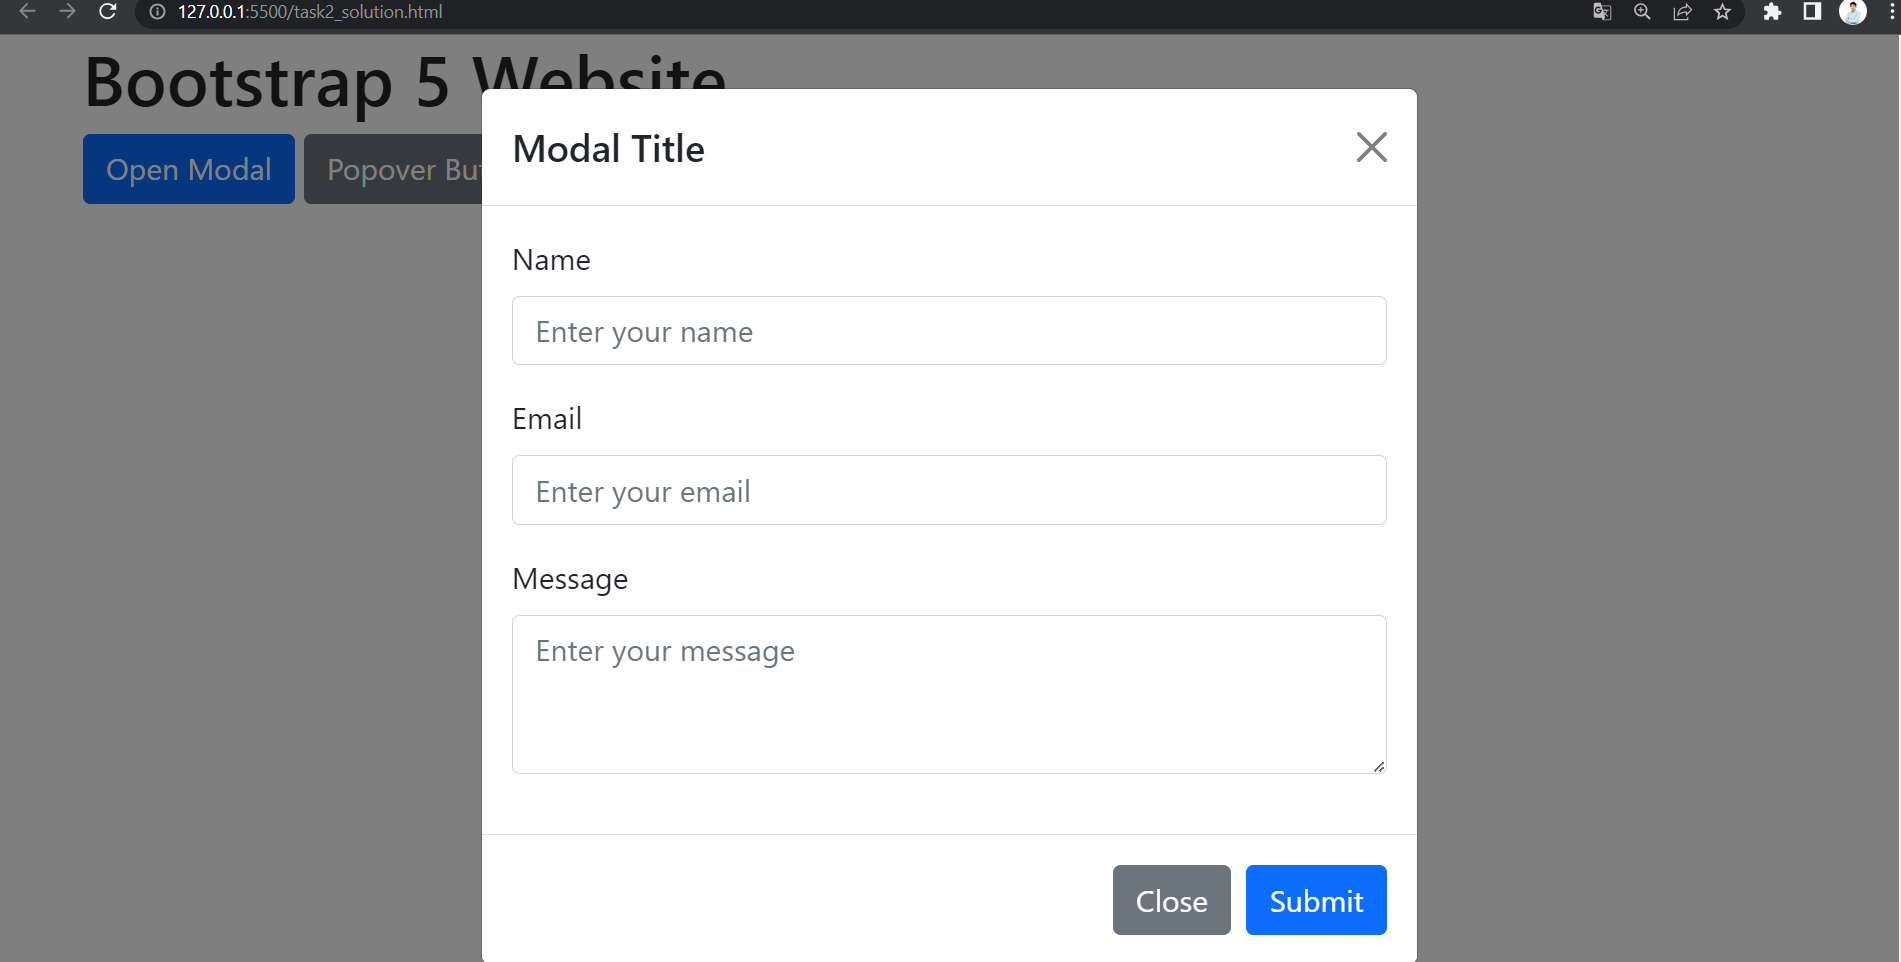 127.0.0.1:5500/task2_solution.html
Bootstrap 5 Website
Open Modal
Popover But
Modal Title
Name
Enter your name
Email
Enter your email
Message
Enter your message
Close
Submit